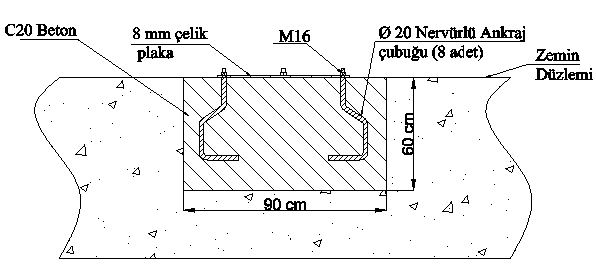 C20 Beton
8 mm çelik
plaka
M16
Ø 20 Nervürlü Ankraj
çubuğu (8 adet)
Zemin
Düzlemi
60 cm
90 cm